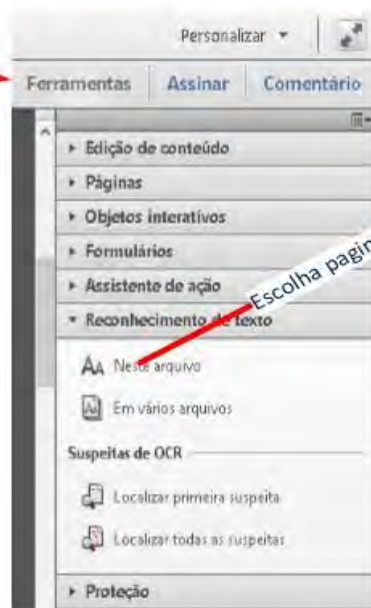 Personalizar
Ferramentas Assinar Comentário
Edição de conteúdo
Páginas
Objetos interativos
Formulários
Assistente de ação
Escolha pagin
Reconhecimento de texto
Neste arquivo
Em vários arquivos
Suspeitas de OCR
Localizar primeira suspeita
Localizar todas as suspeitas
Proteção